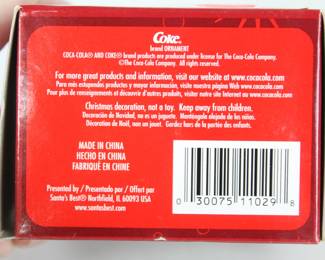 Coke
brand ORNAMENT
COCA-COLA® AND COKE® brand products are produced under license for The Coca-Cola Company.
©The Coca-Cola Company. All rights reserved.
For more great products and information, visit our website at www.cocacola.com
Para más estupendos productos y mayor información, visite nuestra página Web en www.cocacola.com
Pour plus de renseignements et découvrir d'autres produits, visitez notre site Internet au www.cocacola.com
Christmas decoration, not a toy. Keep away from children.
Decoración de Navidad, no es un juguete. Manténgala alejada de los niños.
Décoration de Noël, non un jouet. Gardez hors de la portée des enfants.
MADE IN CHINA
HECHO EN CHINA
FABRIQUÉ EN CHINE
Presented by / Presentado por / Offert par
Santa's Best® Northfield, IL 60093 USA
www.santasbest.com
0 30075 11029 8